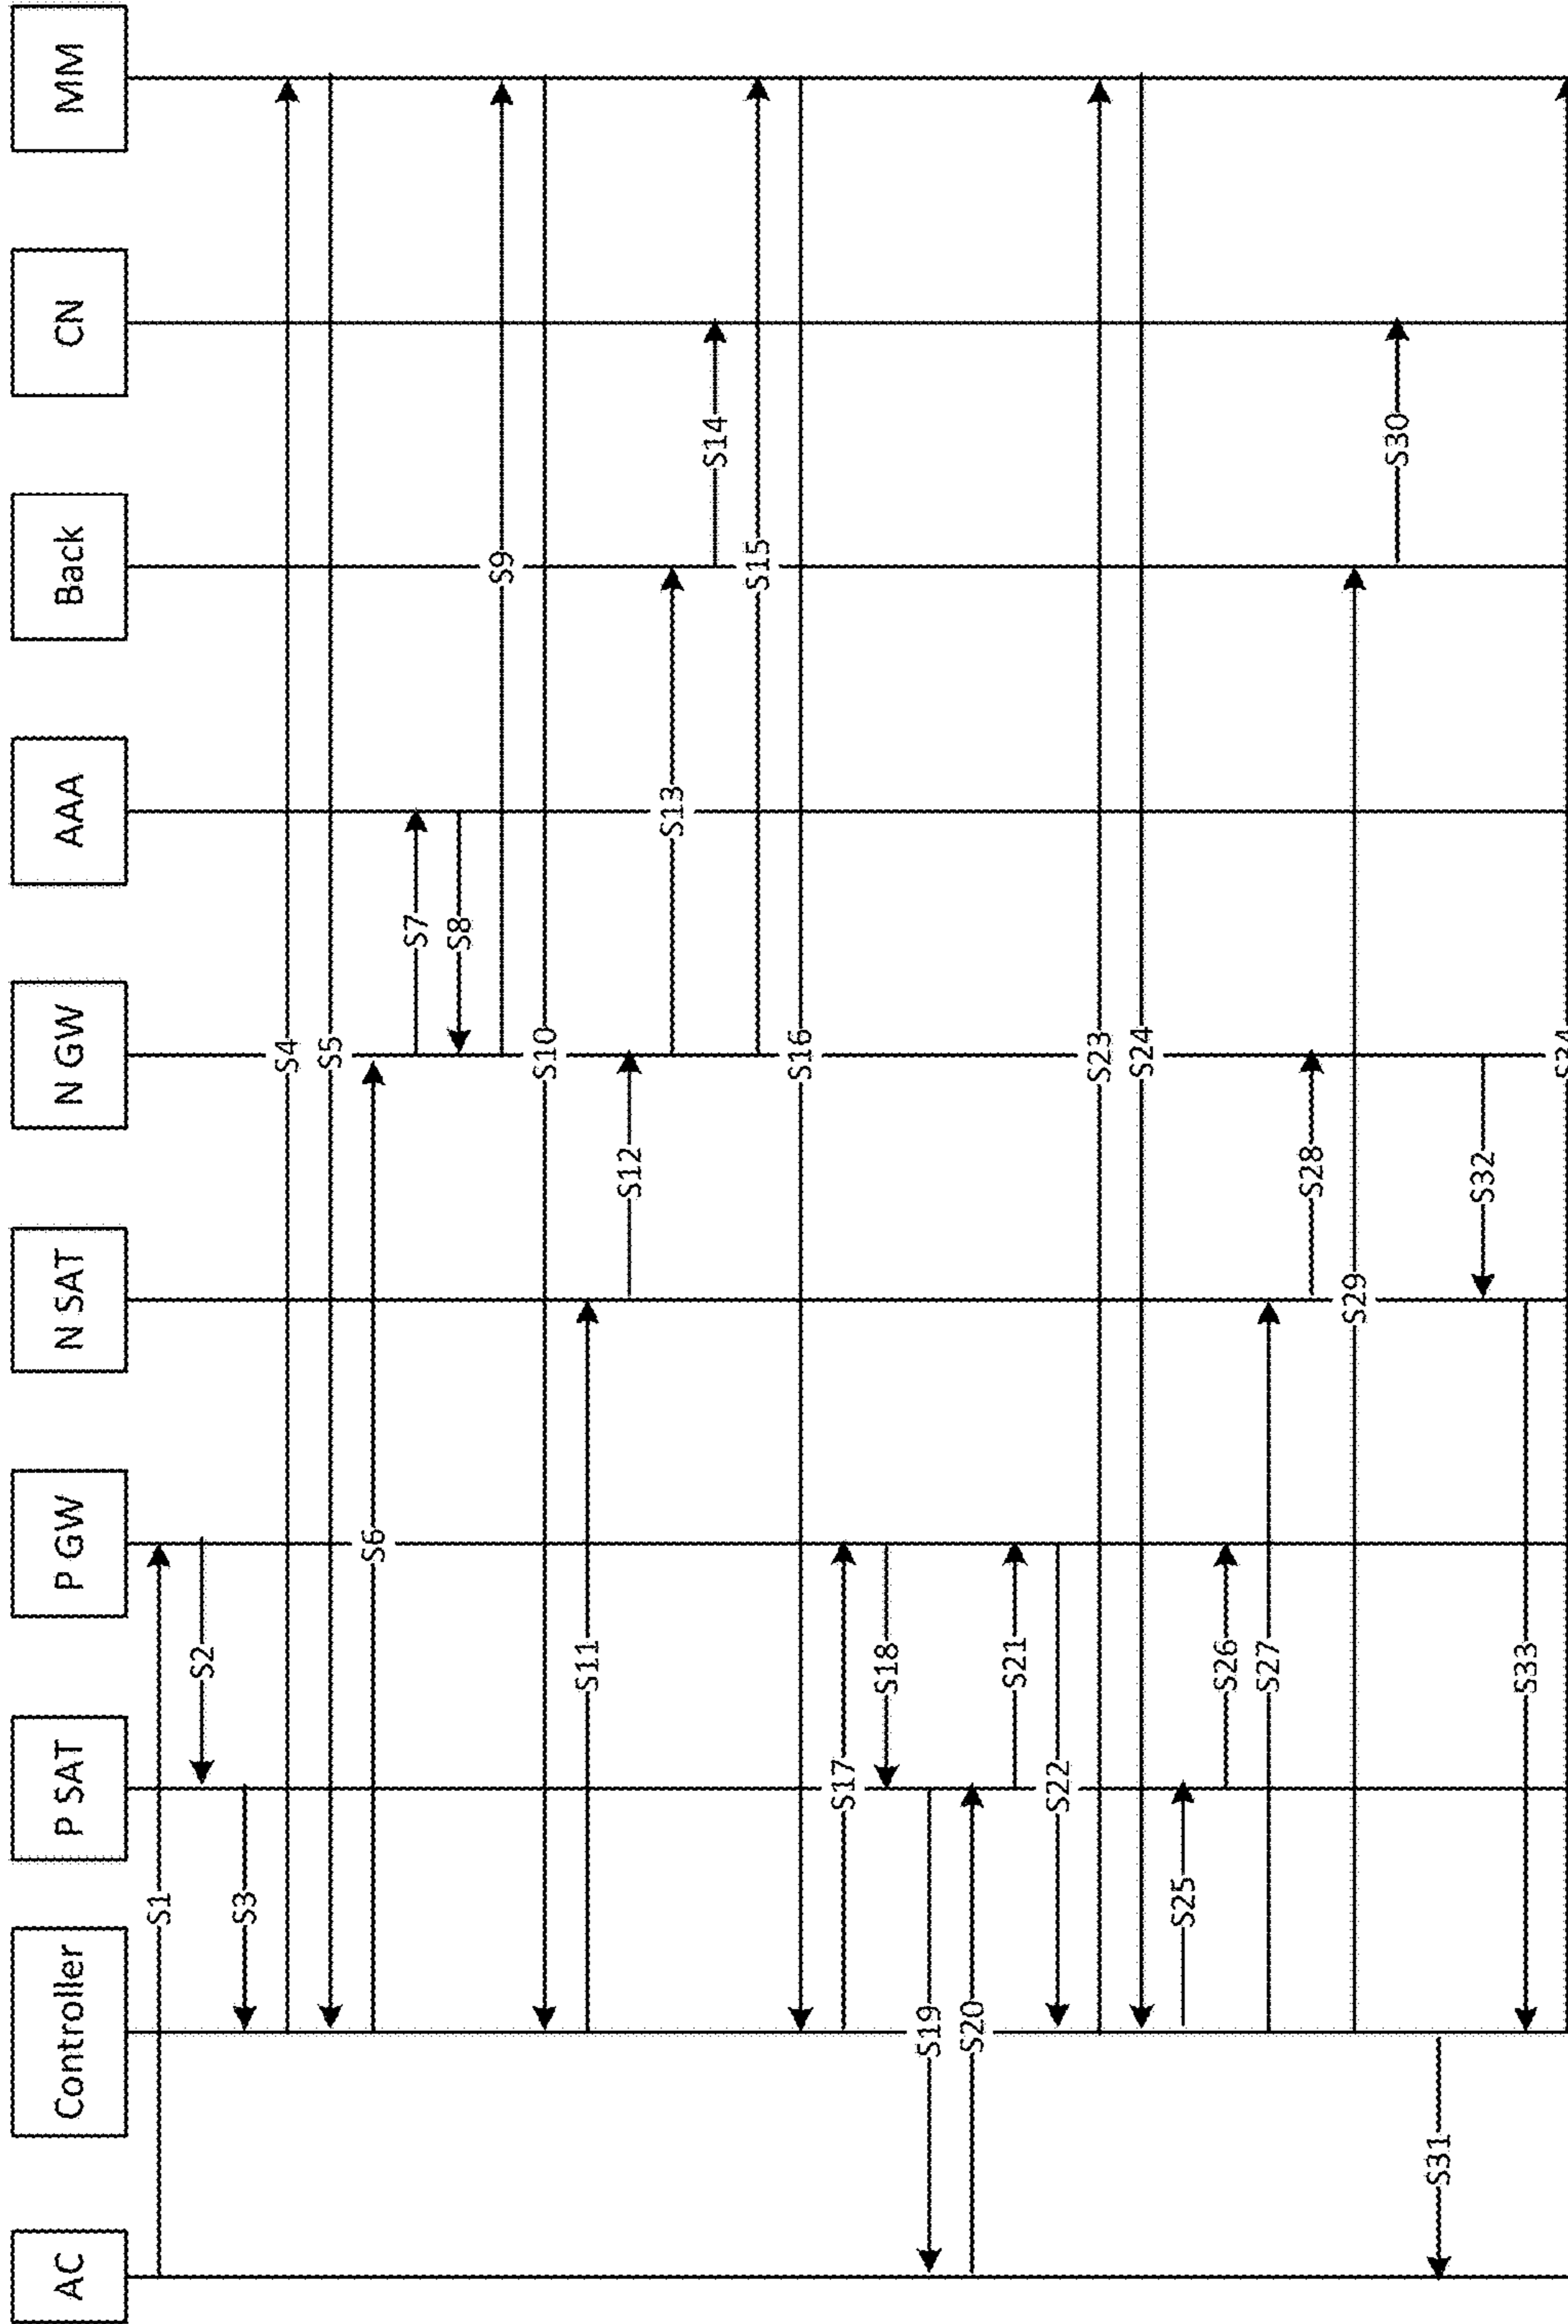 AC
Controller
P SAT
P GW
N SAT
N GW
AAA
Back
CN
MM
S1
S2
S3
S4
S5
S6
S7
S8
S9
S10
S11
S12
S13
S14
S15
S16
S17
S18
S19
S20
S21
S22
S23
S24
S25
S26
S27
S28
S29
S30
S31
S32
S33
S34